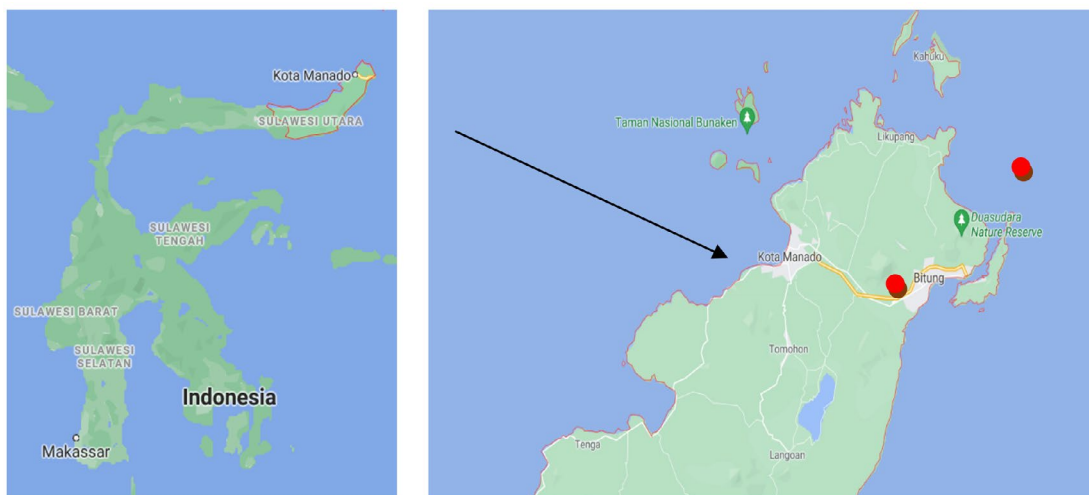 Kota Manado
SULAWESI UTARA
SULAWESI
TENGAH
SULAWESI BARAT
SULAWESI
SELATAN
Indonesia
Makassar
Kahuku
Taman Nasional Bunaken
Likupang
Duasudara
Nature Reserve
Kota Manado
Bitung
Tomohon
Tenga
Langoan